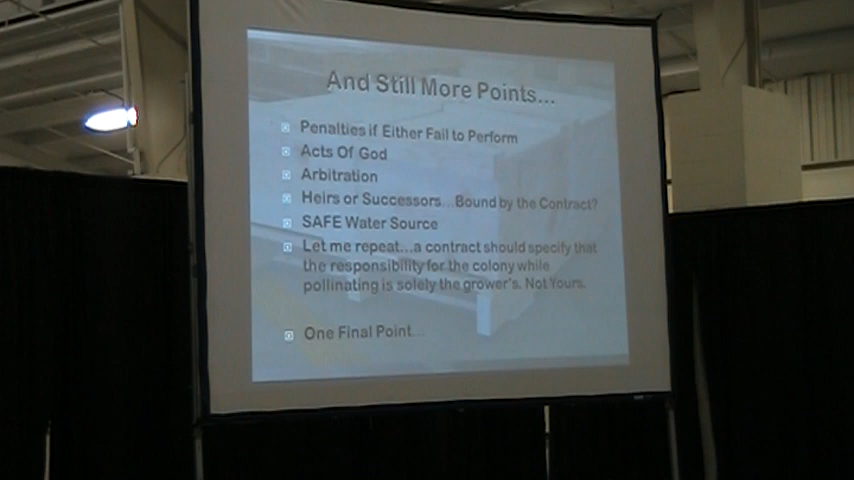 And Still More Points...
Penalties if Either Fail to Perform
Acts Of God
Arbitration
Heirs or Successors...Bound by the Contract?
SAFE Water Source
Let me repeat...a contract should specify that
the responsibility for the colony while
pollinating is solely the grower's. Not Yours.
One Final Point...